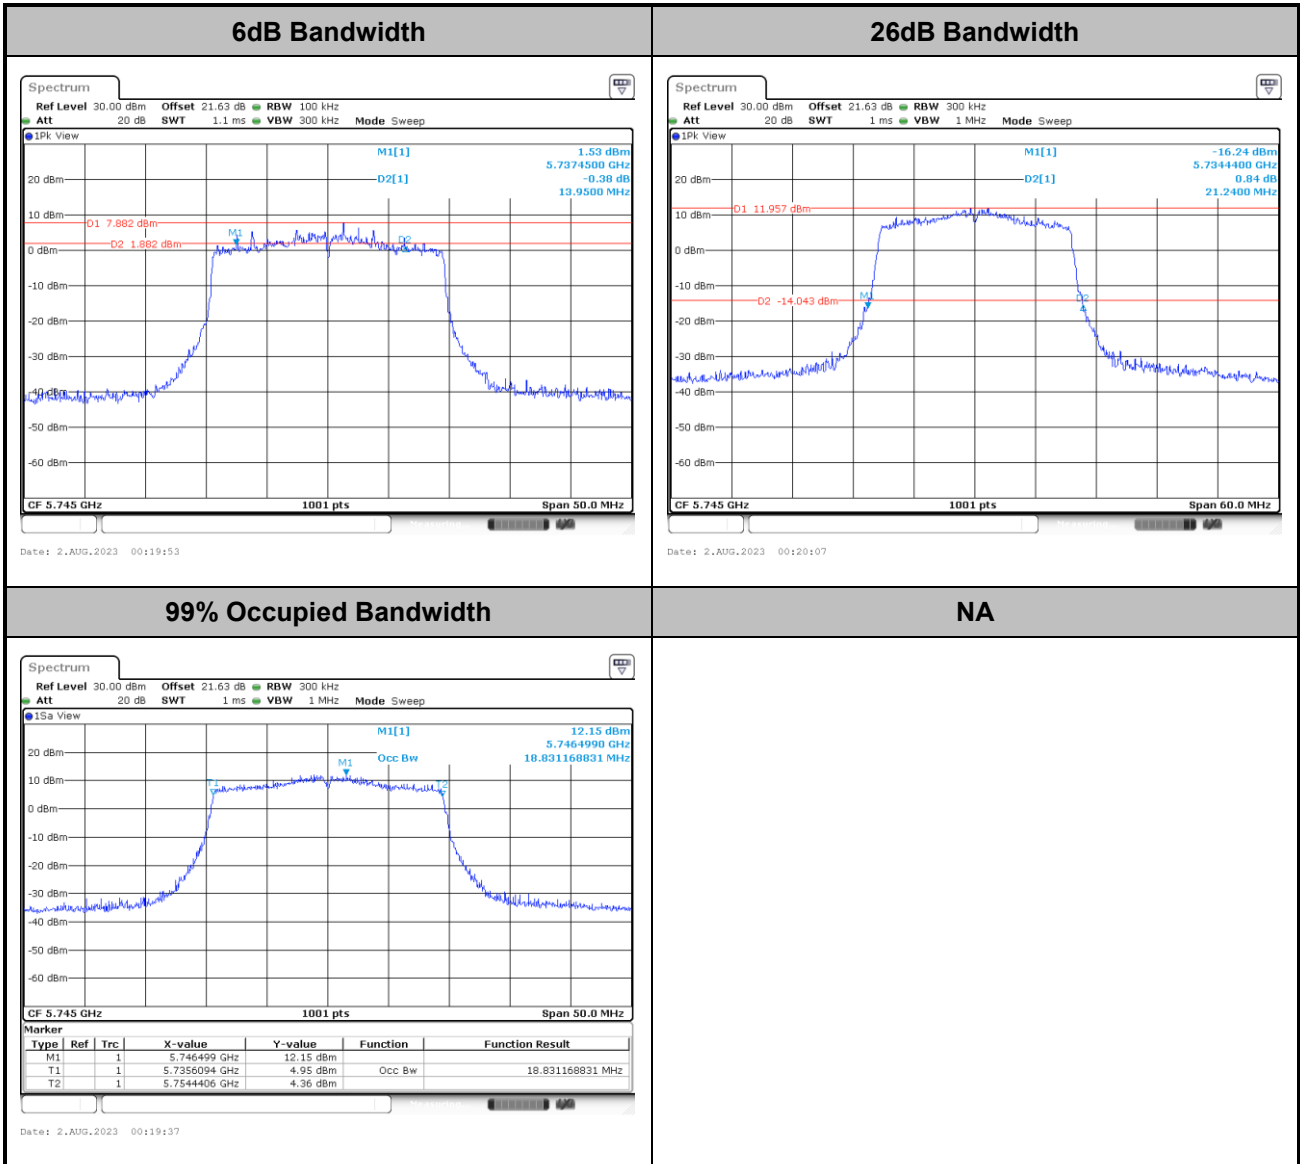 6dB Bandwidth
26dB Bandwidth
Spectrum
Ref Level 30.00 dBm Offset 21.63 dB RBW 100 kHz
Att 20 dB SWT 1.1 ms VBW 300 kHz Mode Sweep
1Pk View
M1[1] 1.53 dBm
5.7374500 GHz
D2[1] -0.38 dB
13.9500 MHz
20 dBm
10 dBm
D1 7.882 dBm
M1
D2
D2 1.882 dBm
0 dBm
-10 dBm
-20 dBm
-30 dBm
-40 dBm
-50 dBm
-60 dBm
CF 5.745 GHz 1001 pts Span 50.0 MHz
Date: 2.AUG.2023 00:19:53
Spectrum
Ref Level 30.00 dBm Offset 21.63 dB RBW 300 kHz
Att 20 dB SWT 1 ms VBW 1 MHz Mode Sweep
1Pk View
M1[1] -16.24 dBm
5.7344400 GHz
D2[1] 0.84 dB
21.2400 MHz
20 dBm
10 dBm
D1 11.957 dBm
0 dBm
-10 dBm
D2 -14.043 dBm
M1
D2
-20 dBm
-30 dBm
-40 dBm
-50 dBm
-60 dBm
CF 5.745 GHz 1001 pts Span 60.0 MHz
Date: 2.AUG.2023 00:20:07
99% Occupied Bandwidth
NA
Spectrum
Ref Level 30.00 dBm Offset 21.63 dB RBW 300 kHz
Att 20 dB SWT 1 ms VBW 1 MHz Mode Sweep
1Sa View
M1[1] 12.15 dBm
5.7464990 GHz
Occ Bw 18.831168831 MHz
20 dBm
M1
10 dBm
T1
T2
0 dBm
-10 dBm
-20 dBm
-30 dBm
-40 dBm
-50 dBm
-60 dBm
CF 5.745 GHz 1001 pts Span 50.0 MHz
Marker
Type Ref Trc X-value Y-value Function Function Result
M1 1 5.746499 GHz 12.15 dBm
T1 1 5.7356094 GHz 4.95 dBm Occ Bw 18.831168831 MHz
T2 1 5.7544406 GHz 4.36 dBm
Date: 2.AUG.2023 00:19:37